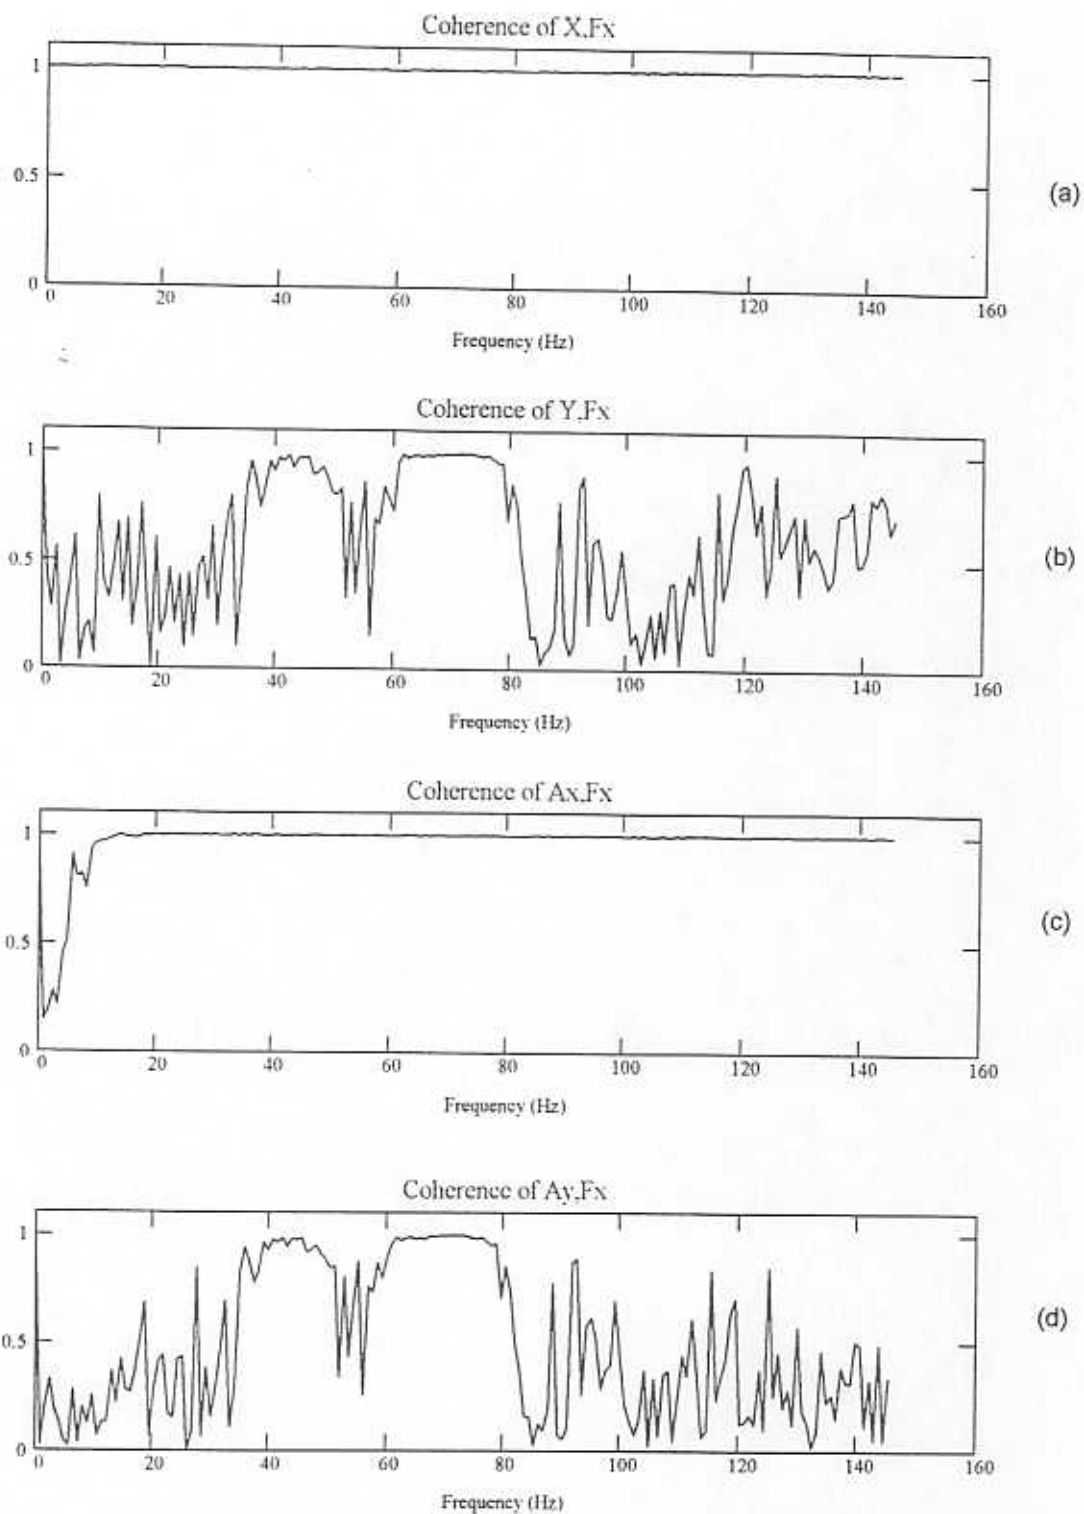 Coherence of X,Fx
1
0.5
0
0 20 40 60 80 100 120 140 160
Frequency (Hz)
(a)
Coherence of Y,Fx
1
0.5
0
0 20 40 60 80 100 120 140 160
Frequency (Hz)
(b)
Coherence of Ax,Fx
1
0.5
0
0 20 40 60 80 100 120 140 160
Frequency (Hz)
(c)
Coherence of Ay,Fx
1
0.5
0
0 20 40 60 80 100 120 140 160
Frequency (Hz)
(d)